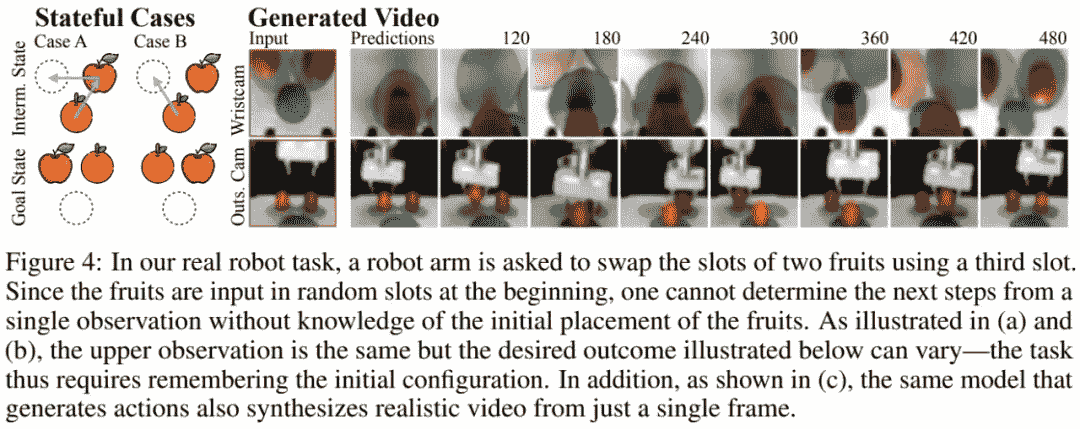 Stateful Cases Generated Video
Case A Case B Input Predictions 120 180 240 300 360 420 480
Interm. State
Goal State
Wristcam
Outs. Cam
Figure 4: In our real robot task, a robot arm is asked to swap the slots of two fruits using a third slot.
Since the fruits are input in random slots at the beginning, one cannot determine the next steps from a
single observation without knowledge of the initial placement of the fruits. As illustrated in (a) and
(b), the upper observation is the same but the desired outcome illustrated below can vary—the task
thus requires remembering the initial configuration. In addition, as shown in (c), the same model that
generates actions also synthesizes realistic video from just a single frame.